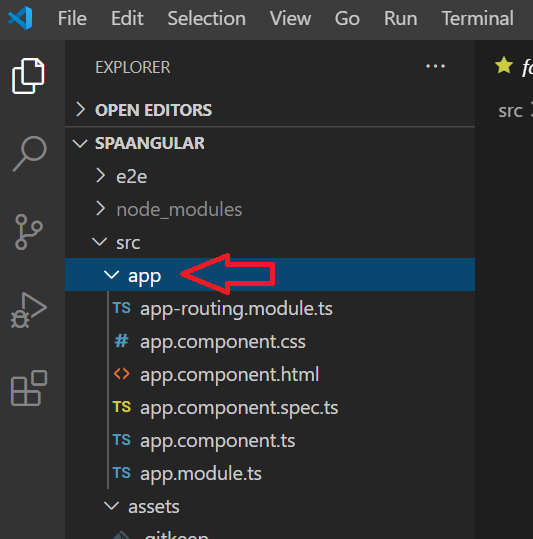 File Edit Selection View Go Run Terminal
EXPLORER
OPEN EDITORS
SPAANGULAR
e2e
node_modules
src
app
TS app-routing.module.ts
# app.component.css
<> app.component.html
TS app.component.spec.ts
TS app.component.ts
TS app.module.ts
assets
.gitkeep
src